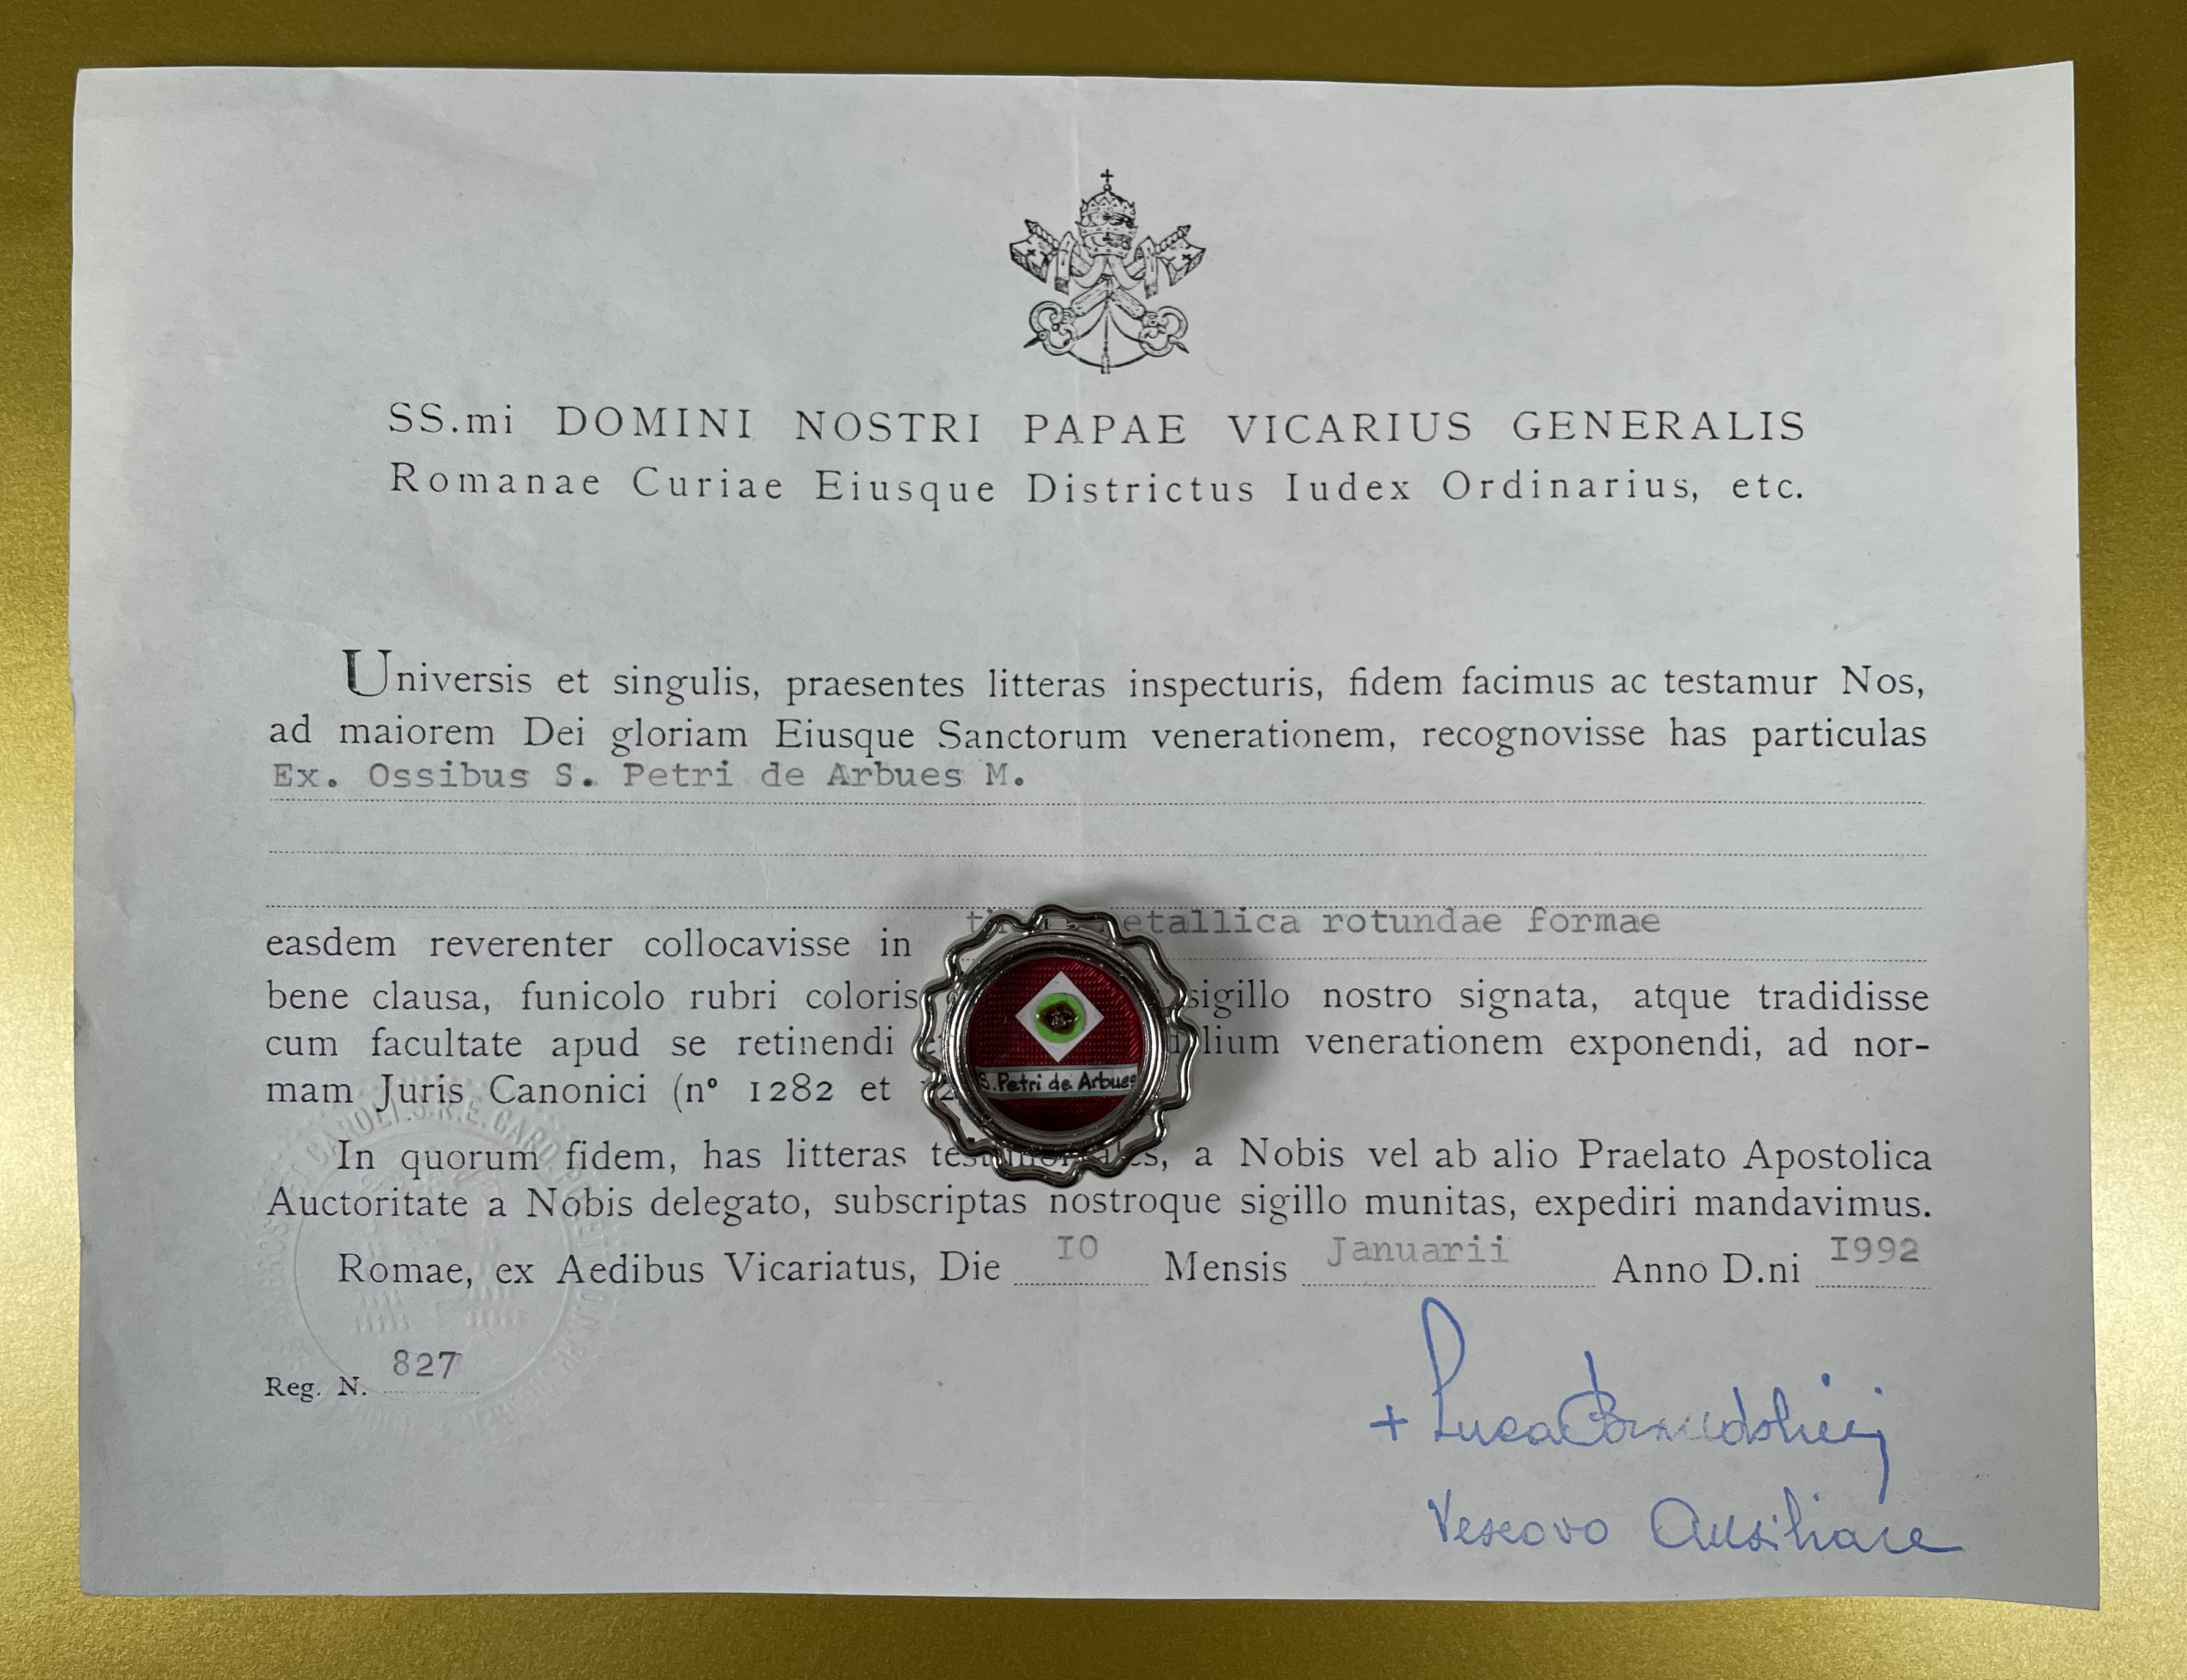 SS.mi DOMINI NOSTRI PAPAE VICARIUS GENERALIS
Romanae Curiae Eiusque Districtus Iudex Ordinarius, etc.
Universis et singulis, praesentes litteras inspecturis, fidem facimus ac testamur Nos,
ad maiorem Dei gloriam Eiusque Sanctorum venerationem, recognovisse has particulas
Ex. Ossibus S. Petri de Arbues M.
easdem reverenter collocavisse in etallica rotundae formae
bene clausa, funicolo rubri coloris sigillo nostro signata, atque tradidisse
cum facultate apud se retinendi lium venerationem exponendi, ad nor-
mam Juris Canonici (nº 1282 et
S. Petri de Arbues
In quorum fidem, has litteras testimoniales, a Nobis vel ab alio Praelato Apostolica
Auctoritate a Nobis delegato, subscriptas nostroque sigillo munitas, expediri mandavimus.
Romae, ex Aedibus Vicariatus, Die 10 Mensis Januarii Anno D.ni 1992
Reg. N. 827
+ Luca
Vescovo Ausiliare